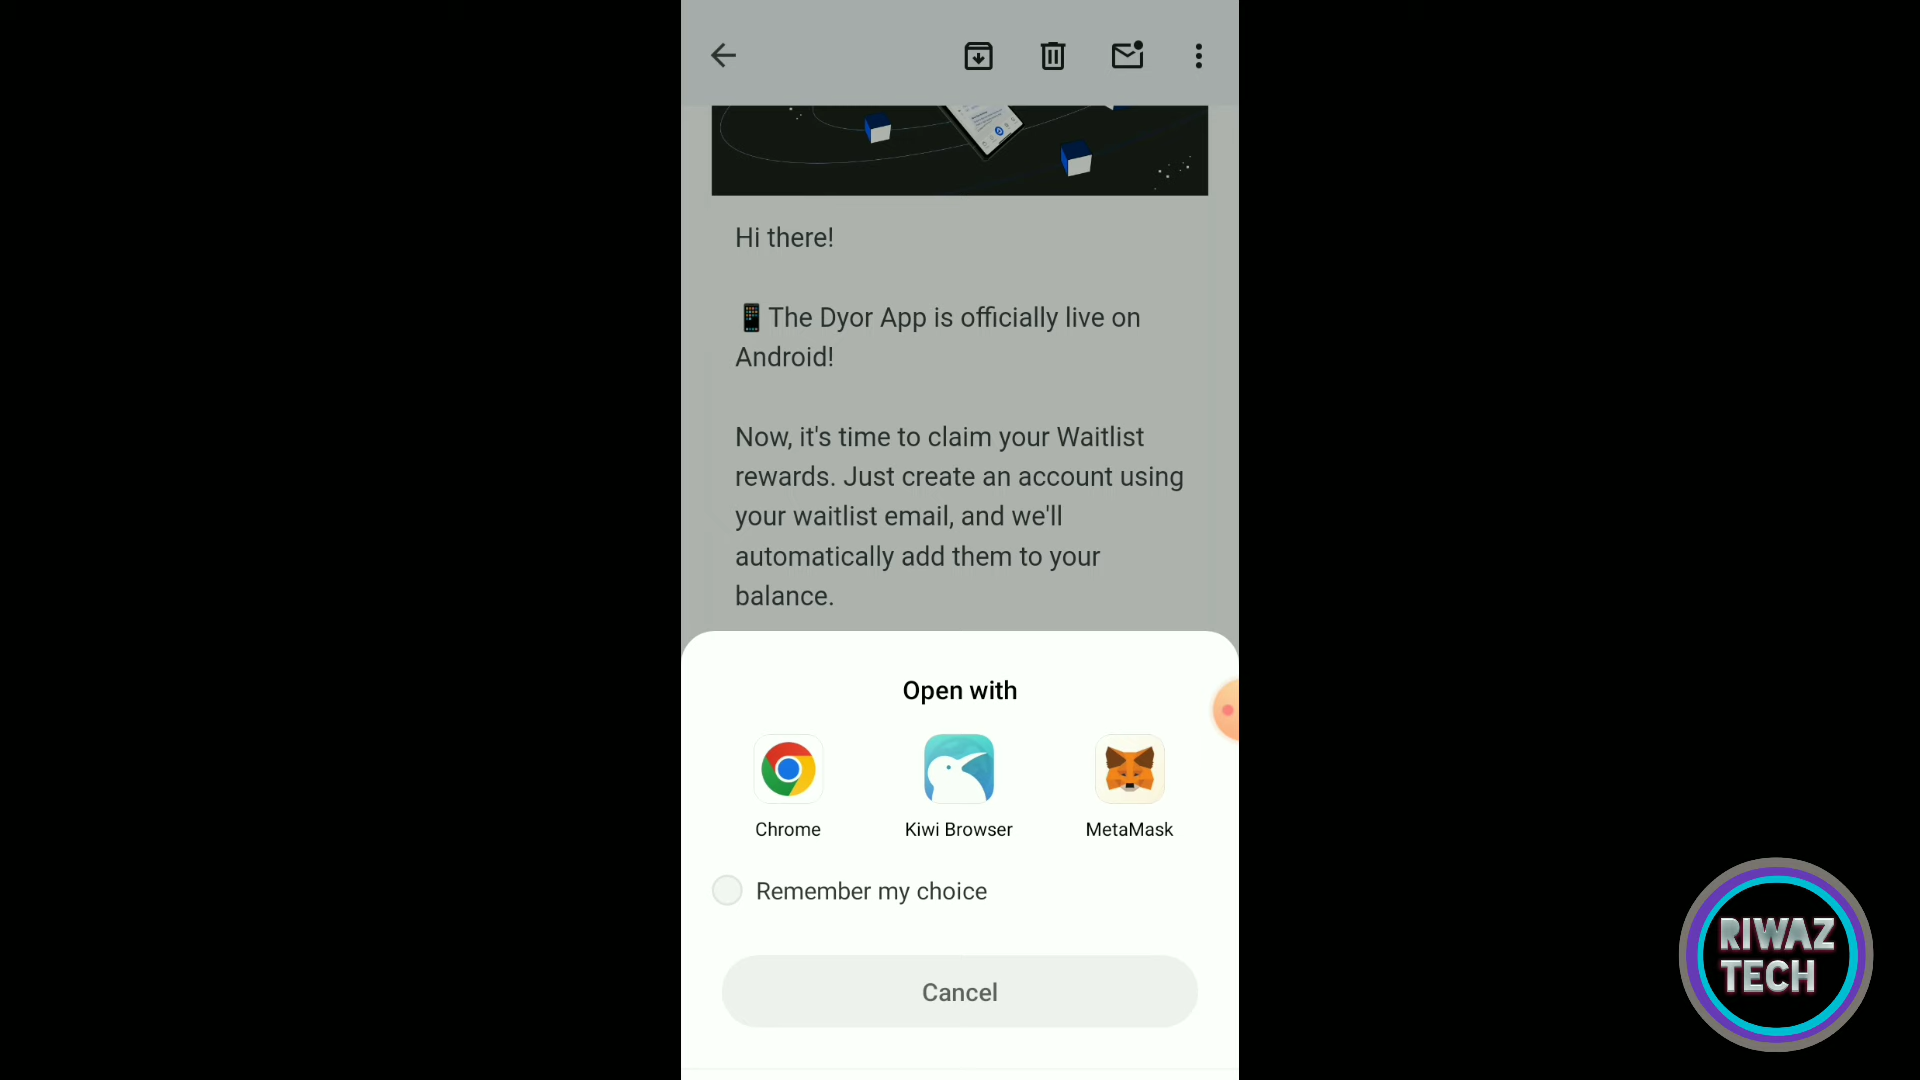 Hi there!
📱The Dyor App is officially live on
Android!
Now, it's time to claim your Waitlist
rewards. Just create an account using
your waitlist email, and we'll
automatically add them to your
balance.
Open with
Chrome
Kiwi Browser
MetaMask
Remember my choice
Cancel
RIWAZ
TECH